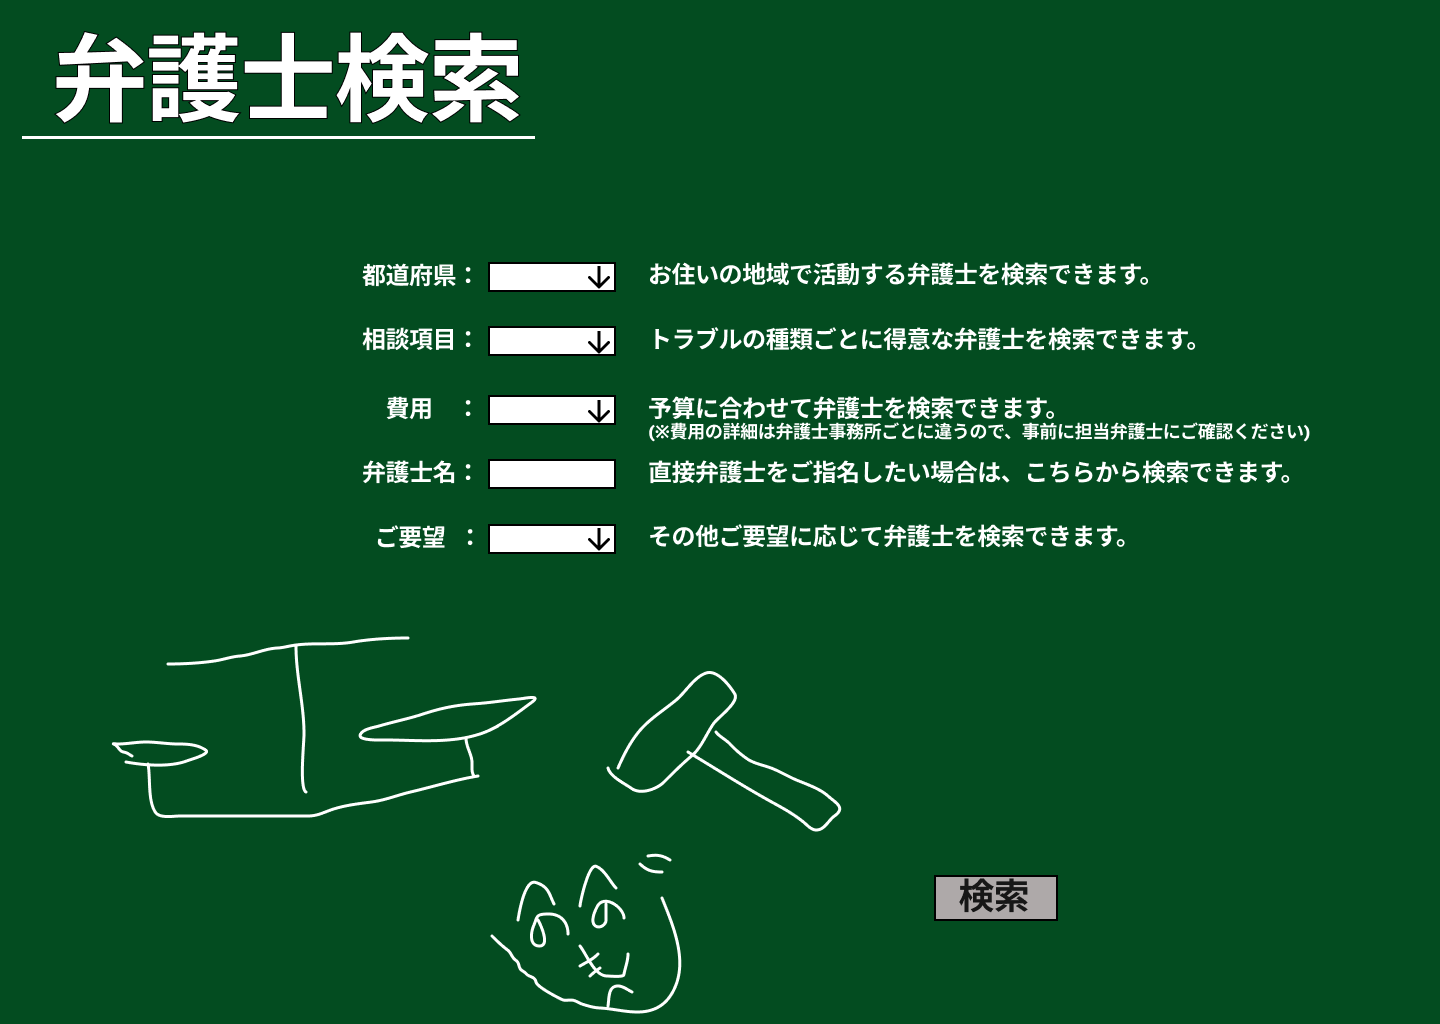 弁護士検索
都道府県： お住いの地域で活動する弁護士を検索できます。
相談項目： トラブルの種類ごとに得意な弁護士を検索できます。
費用　： 予算に合わせて弁護士を検索できます。
(※費用の詳細は弁護士事務所ごとに違うので、事前に担当弁護士にご確認ください)
弁護士名： 直接弁護士をご指名したい場合は、こちらから検索できます。
ご要望　： その他ご要望に応じて弁護士を検索できます。
検索